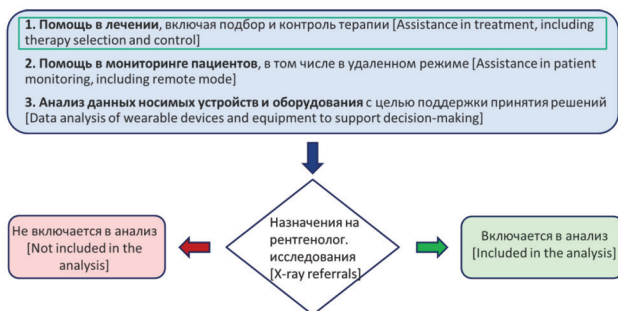 1. Помощь в лечении, включая подбор и контроль терапии [Assistance in treatment, including
therapy selection and control]
2. Помощь в мониторинге пациентов, в том числе в удаленном режиме [Assistance in patient
monitoring, including remote mode]
3. Анализ данных носимых устройств и оборудования с целью поддержки принятия решений
[Data analysis of wearable devices and equipment to support decision-making]
Не включается в анализ
[Not included in the
analysis]
Назначения на
рентгенолог.
исследования
[X-ray referrals]
Включается в анализ
[Included in the analysis]